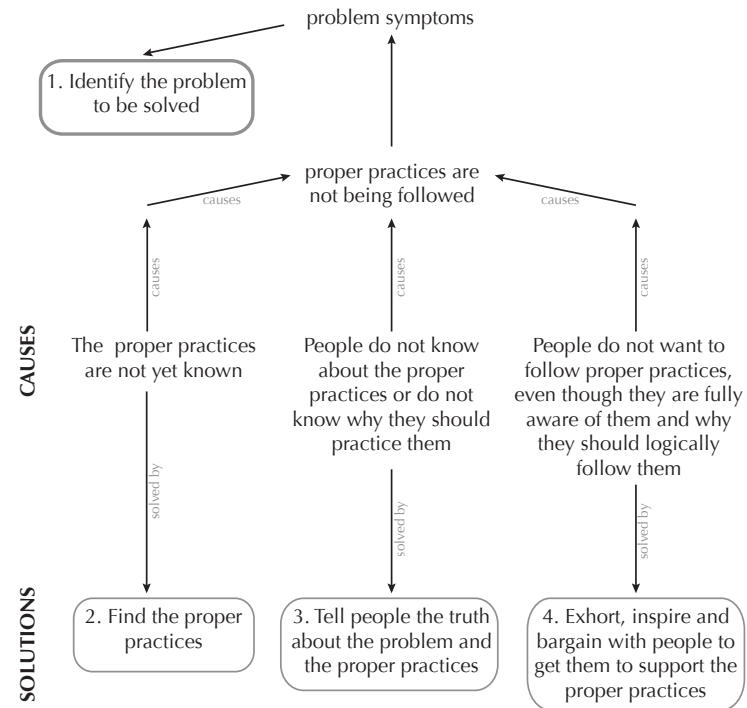 problem symptoms
1. Identify the problem
to be solved
proper practices are
not being followed
causes
causes
causes
causes
causes
CAUSES
The proper practices
are not yet known
People do not know
about the proper
practices or do not
know why they should
practice them
People do not want to
follow proper practices,
even though they are fully
aware of them and why
they should logically
follow them
solved by
solved by
solved by
SOLUTIONS
2. Find the proper
practices
3. Tell people the truth
about the problem and
the proper practices
4. Exhort, inspire and
bargain with people to
get them to support the
proper practices